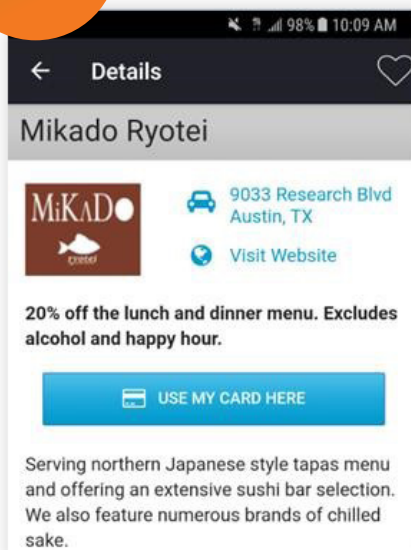 98% 10:09 AM
Details
Mikado Ryotei
MiKADO
ryotei
9033 Research Blvd
Austin, TX
Visit Website
20% off the lunch and dinner menu. Excludes
alcohol and happy hour.
USE MY CARD HERE
Serving northern Japanese style tapas menu
and offering an extensive sushi bar selection.
We also feature numerous brands of chilled
sake.